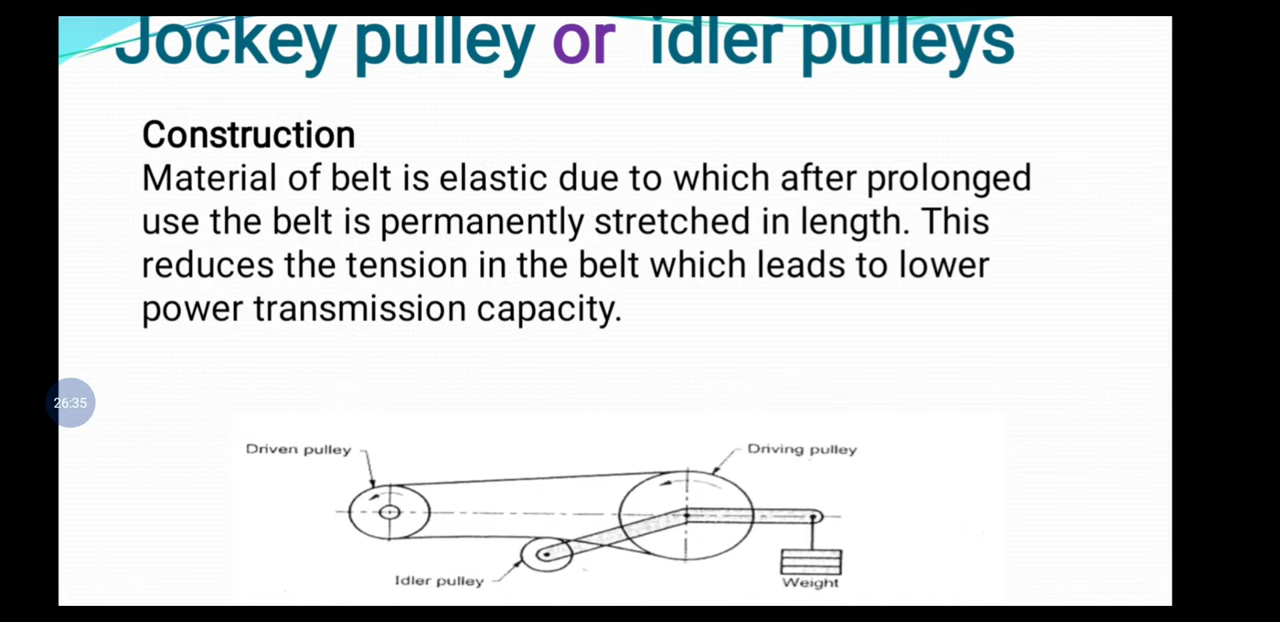 Jockey pulley or idler pulleys
Construction
Material of belt is elastic due to which after prolonged
use the belt is permanently stretched in length. This
reduces the tension in the belt which leads to lower
power transmission capacity.
26:35
Driven pulley
Driving pulley
Idler pulley
Weight